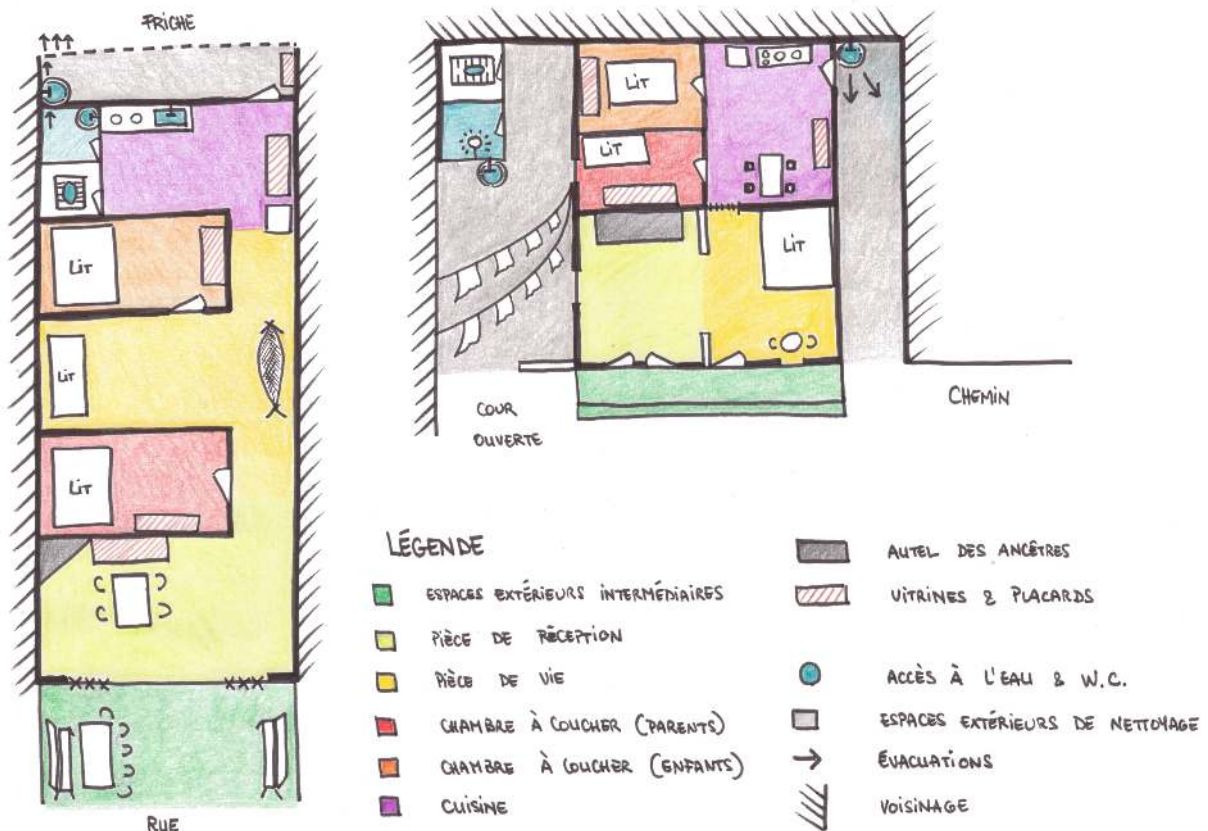 FRICHE
LIT
LIT
LIT
RUE
LIT
LIT
LIT
COUR
OUVERTE
CHEMIN
LÉGENDE
ESPACES EXTÉRIEURS INTERMÉDIAIRES
PIÈCE DE RÉCEPTION
PIÈCE DE VIE
CHAMBRE À COUCHER (PARENTS)
CHAMBRE À COUCHER (ENFANTS)
CUISINE
AUTEL DES ANCÊTRES
VITRINES & PLACARDS
ACCÈS À L'EAU & W.C.
ESPACES EXTÉRIEURS DE NETTOYAGE
ÉVACUATIONS
VOISINAGE